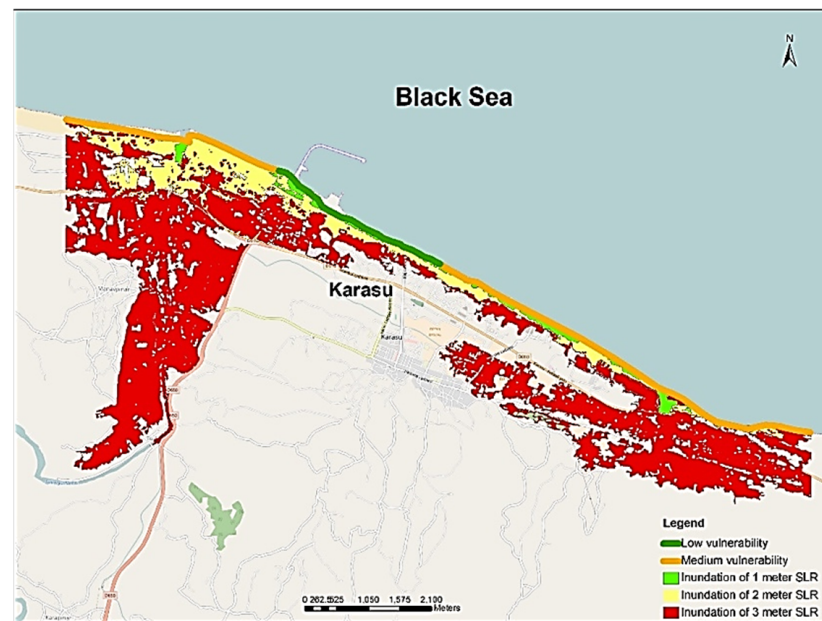 N
Black Sea
Karasu
Karasu
Legend
Low vulnerability
Medium vulnerability
Inundation of 1 meter SLR
Inundation of 2 meter SLR
Inundation of 3 meter SLR
0 262.5525 1,050 1,575 2,100
Meters